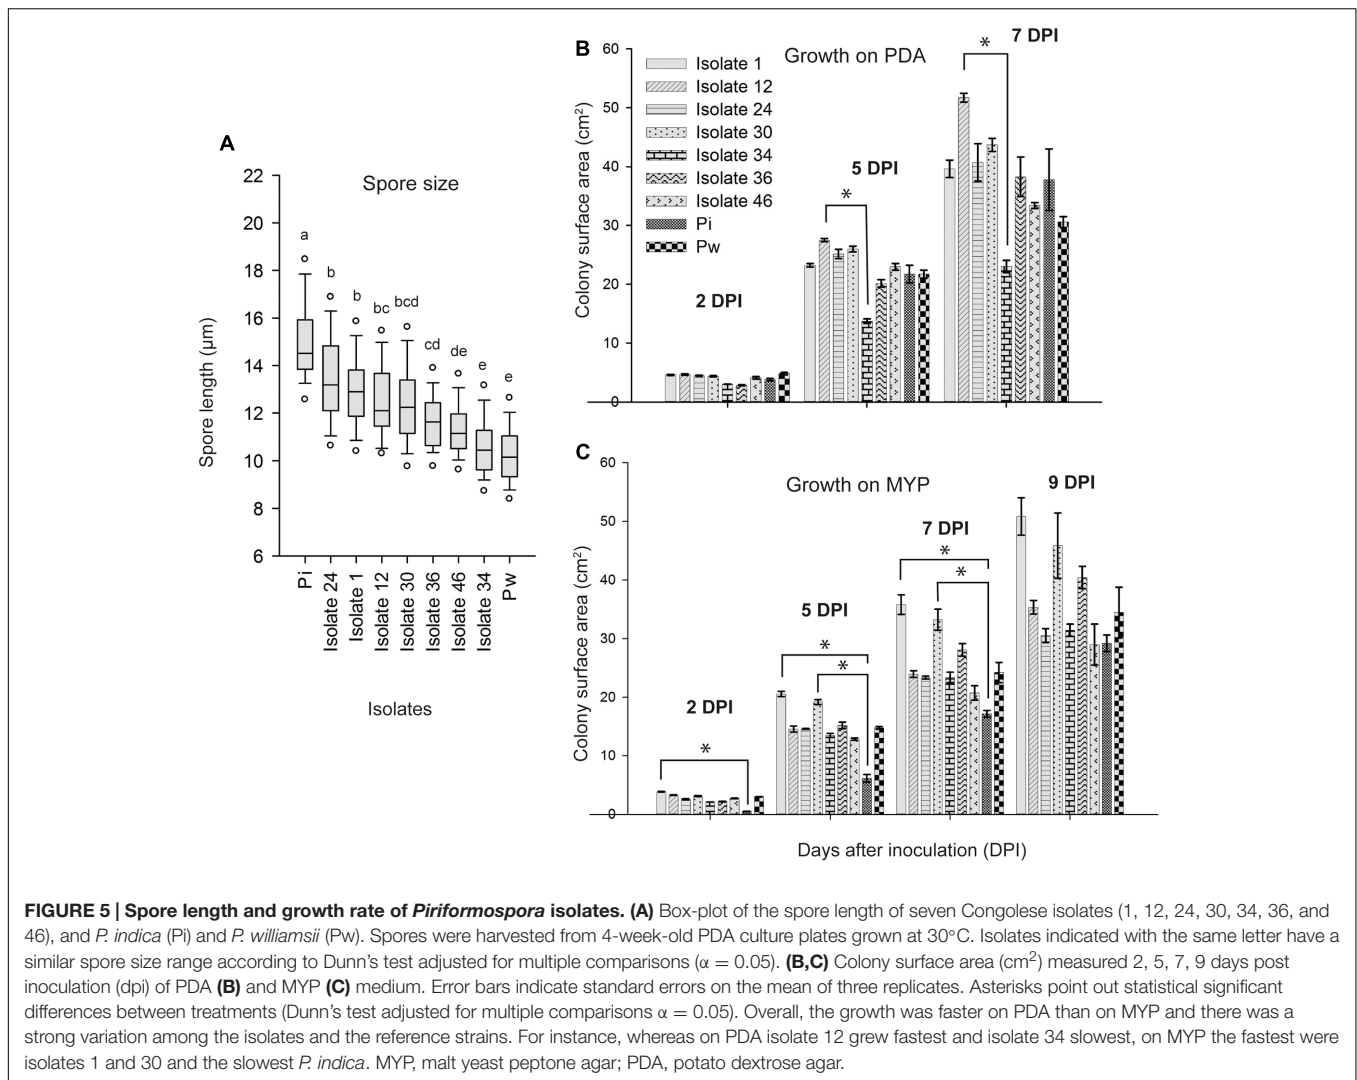 A
Spore size
22
20
18
16
14
12
10
8
6
Spore length (μm)
a
b
b
bc
bcd
cd
de
e
e
Pi
Isolate 24
Isolate 1
Isolate 12
Isolate 30
Isolate 36
Isolate 46
Isolate 34
Pw
Isolates
B
Growth on PDA
60
50
40
30
20
10
0
Colony surface area (cm²)
Isolate 1
Isolate 12
Isolate 24
Isolate 30
Isolate 34
Isolate 36
Isolate 46
Pi
Pw
2 DPI
5 DPI
*
7 DPI
*
C
Growth on MYP
60
50
40
30
20
10
0
Colony surface area (cm²)
2 DPI
*
5 DPI
*
*
7 DPI
*
*
9 DPI
Days after inoculation (DPI)
FIGURE 5 | Spore length and growth rate of Piriformospora isolates. (A) Box-plot of the spore length of seven Congolese isolates (1, 12, 24, 30, 34, 36, and
46), and P. indica (Pi) and P. williamsii (Pw). Spores were harvested from 4-week-old PDA culture plates grown at 30°C. Isolates indicated with the same letter have a
similar spore size range according to Dunn's test adjusted for multiple comparisons (α = 0.05). (B,C) Colony surface area (cm²) measured 2, 5, 7, 9 days post
inoculation (dpi) of PDA (B) and MYP (C) medium. Error bars indicate standard errors on the mean of three replicates. Asterisks point out statistical significant
differences between treatments (Dunn's test adjusted for multiple comparisons α = 0.05). Overall, the growth was faster on PDA than on MYP and there was a
strong variation among the isolates and the reference strains. For instance, whereas on PDA isolate 12 grew fastest and isolate 34 slowest, on MYP the fastest were
isolates 1 and 30 and the slowest P. indica. MYP, malt yeast peptone agar; PDA, potato dextrose agar.